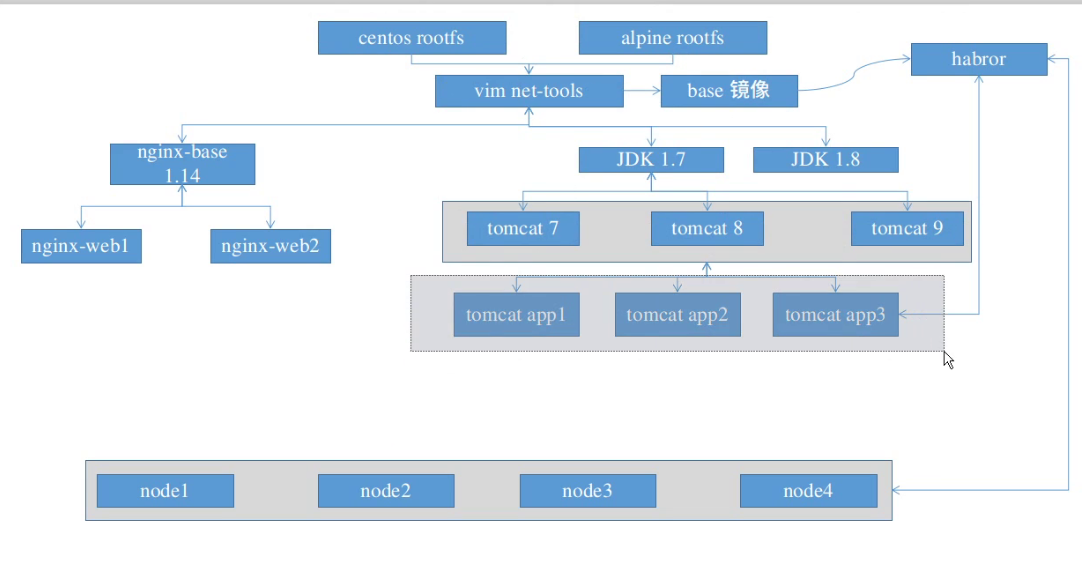 centos rootfs
alpine rootfs
habror
vim net-tools
base 镜像
nginx-base
1.14
JDK 1.7
JDK 1.8
tomcat 7
tomcat 8
tomcat 9
nginx-web1
nginx-web2
tomcat app1
tomcat app2
tomcat app3
node1
node2
node3
node4